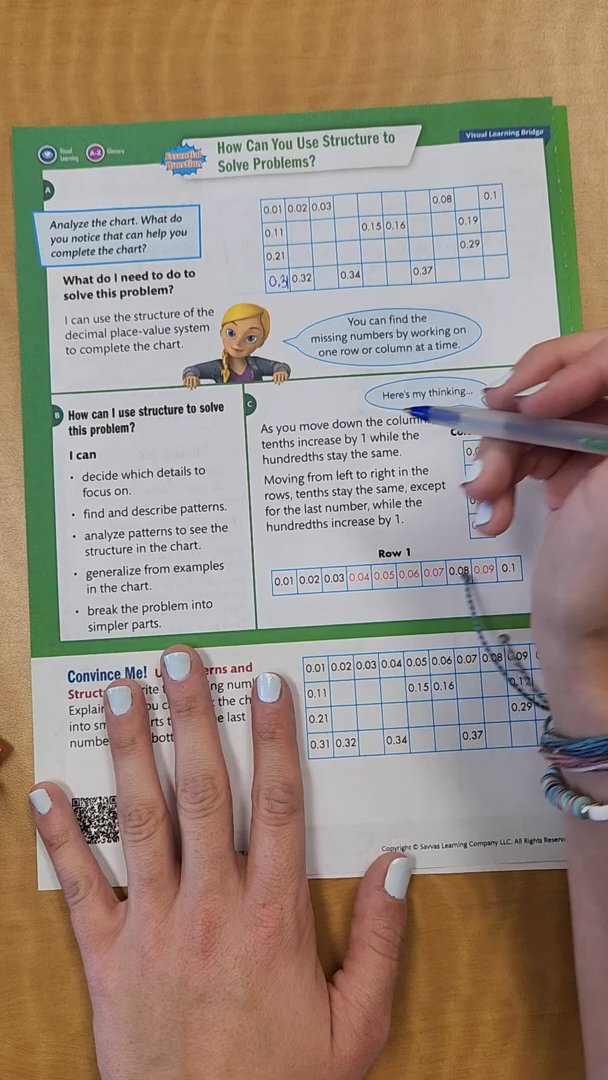 Visual
Learning
A-Z
Glossary
Essential
Question
How Can You Use Structure to
Solve Problems?
Visual Learning Bridge
A
Analyze the chart. What do
you notice that can help you
complete the chart?
0.01 0.02 0.03 0.08 0.1
0.11 0.15 0.16 0.19
0.21 0.29
0.31 0.32 0.34 0.37
What do I need to do to
solve this problem?
I can use the structure of the
decimal place-value system
to complete the chart.
You can find the
missing numbers by working on
one row or column at a time.
B
How can I use structure to solve
this problem?
I can
• decide which details to
focus on.
• find and describe patterns.
• analyze patterns to see the
structure in the chart.
• generalize from examples
in the chart.
• break the problem into
simpler parts.
C
Here's my thinking...
As you move down the column
tenths increase by 1 while the
hundredths stay the same.
Moving from left to right in the
rows, tenths stay the same, except
for the last number, while the
hundredths increase by 1.
Row 1
0.01 0.02 0.03 0.04 0.05 0.06 0.07 0.08 0.09 0.1
Convince Me!
into
0.01 0.02 0.03 0.04 0.05 0.06 0.07 0.08 0.09
0.11 0.15 0.16
0.21 0.29
0.31 0.32 0.34 0.37
Copyright © Savvas Learning Company LLC. All Rights